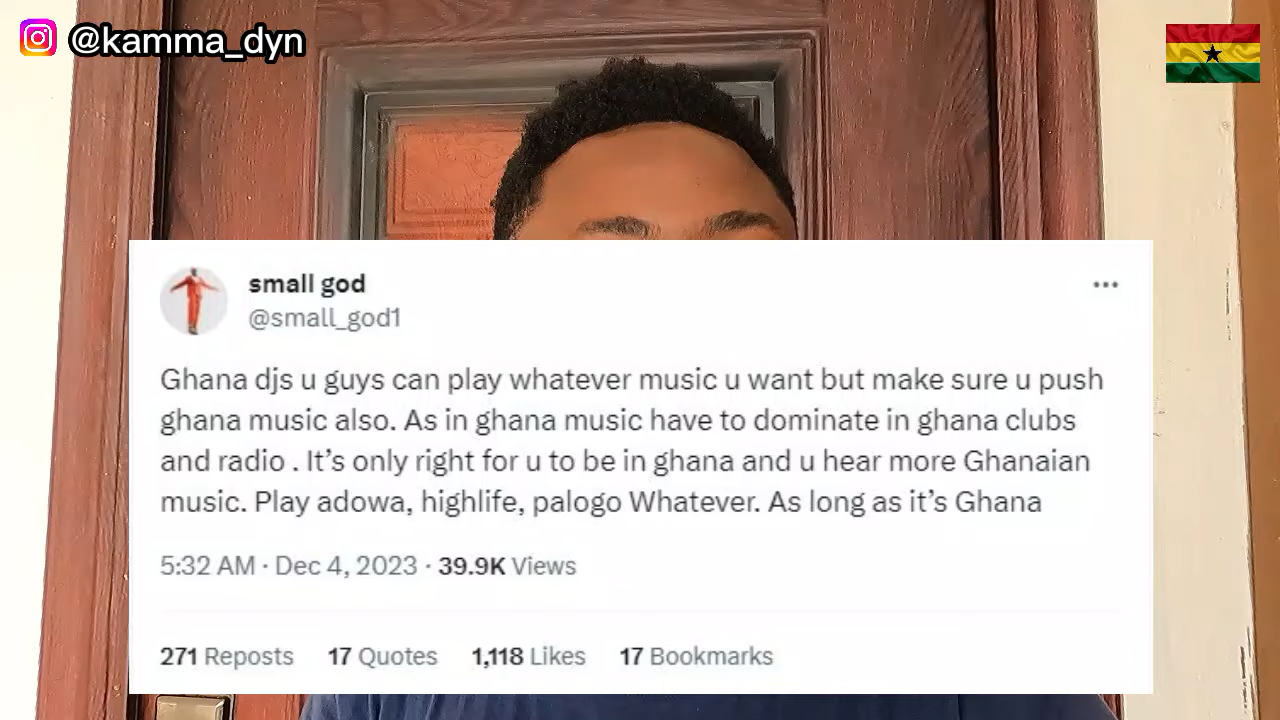 @kamma_dyn
small god
@small_god1
Ghana djs u guys can play whatever music u want but make sure u push
ghana music also. As in ghana music have to dominate in ghana clubs
and radio . It’s only right for u to be in ghana and u hear more Ghanaian
music. Play adowa, highlife, palogo Whatever. As long as it’s Ghana
5:32 AM · Dec 4, 2023 · 39.9K Views
271 Reposts 17 Quotes 1,118 Likes 17 Bookmarks